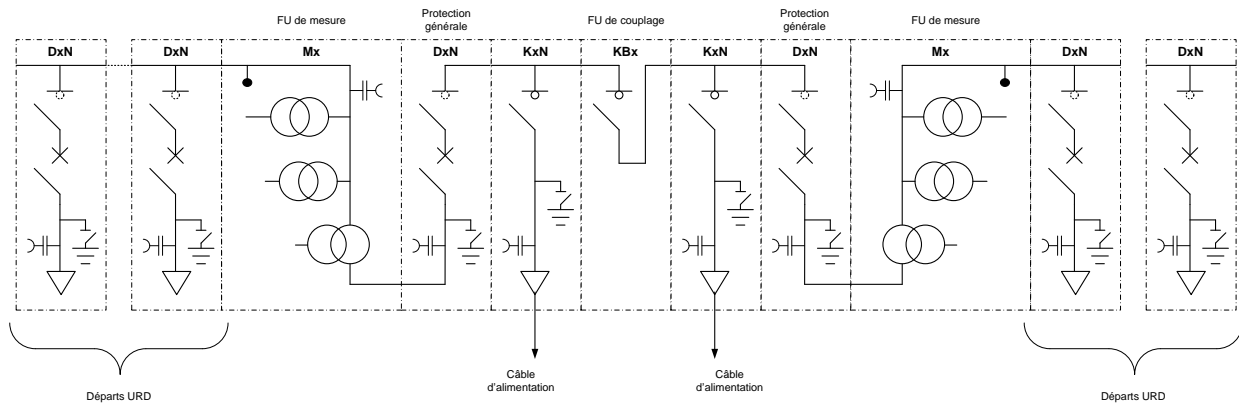 FU de mesure
Protection
générale
FU de couplage
Protection
générale
FU de mesure
DxN
DxN
Mx
DxN
KxN
KBx
KxN
DxN
Mx
DxN
DxN
Câble
d'alimentation
Câble
d'alimentation
Départs URD
Départs URD